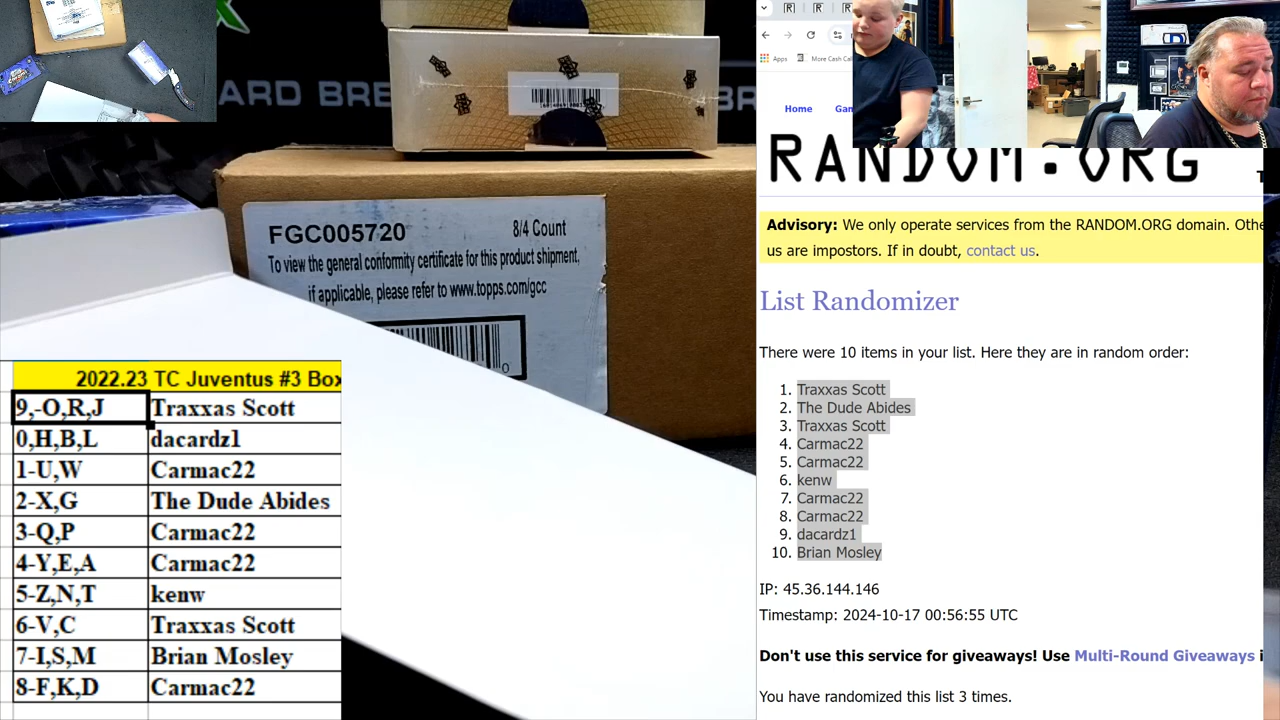 ARD BRE
FGC005720
8/4 Count
To view the general conformity certificate for this product shipment,
if applicable, please refer to www.topps.com/gcc
2022.23 TC Juventus #3 Box
9,-O,R,J Traxxas Scott
0,H,B,L dacardz1
1-U,W Carmac22
2-X,G The Dude Abides
3-Q,P Carmac22
4-Y,E,A Carmac22
5-Z,N,T kenw
6-V,C Traxxas Scott
7-I,S,M Brian Mosley
8-F,K,D Carmac22
Apps More Cash Cal
Home Gan
RANDOM.ORG
Advisory: We only operate services from the RANDOM.ORG domain. Othe
us are impostors. If in doubt, contact us.
List Randomizer
There were 10 items in your list. Here they are in random order:
1. Traxxas Scott
2. The Dude Abides
3. Traxxas Scott
4. Carmac22
5. Carmac22
6. kenw
7. Carmac22
8. Carmac22
9. dacardz1
10. Brian Mosley
IP: 45.36.144.146
Timestamp: 2024-10-17 00:56:55 UTC
Don't use this service for giveaways! Use Multi-Round Giveaways i
You have randomized this list 3 times.